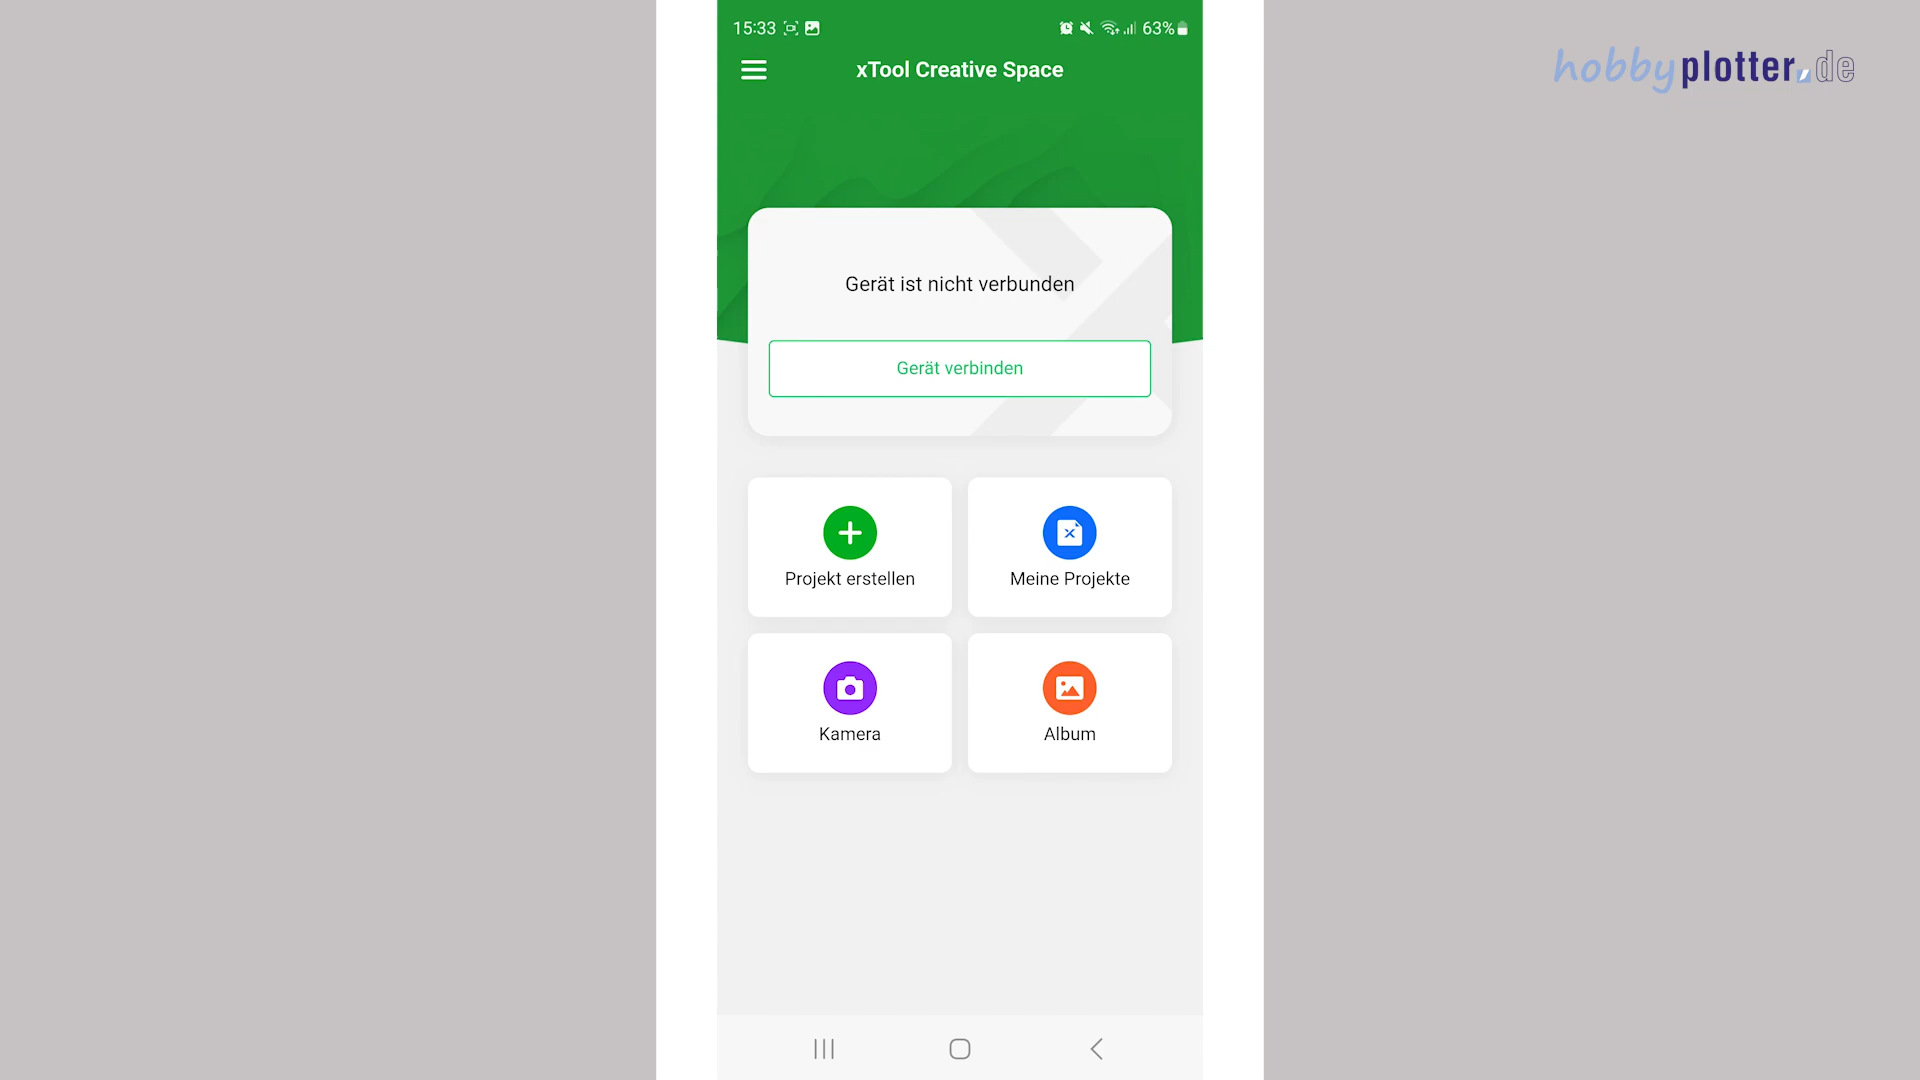 15:33
63%
hobbyplotter.de
xTool Creative Space
Gerät ist nicht verbunden
Gerät verbinden
Projekt erstellen
Meine Projekte
Kamera
Album